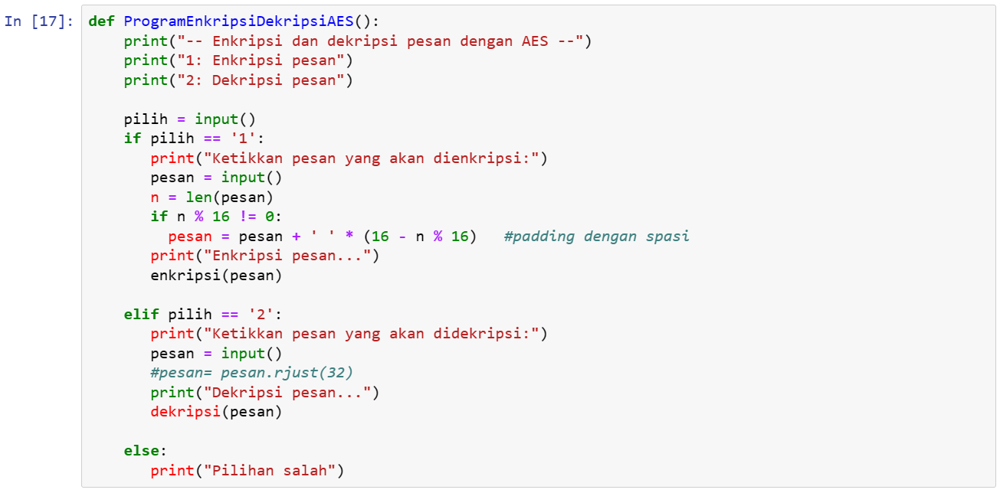 In [17]: def ProgramEnkripsiDekripsiAES():
    print("-- Enkripsi dan dekripsi pesan dengan AES --")
    print("1: Enkripsi pesan")
    print("2: Dekripsi pesan")

    pilih = input()
    if pilih == '1':
       print("Ketikkan pesan yang akan dienkripsi:")
       pesan = input()
       n = len(pesan)
       if n % 16 != 0:
         pesan = pesan + ' ' * (16 - n % 16)   #padding dengan spasi
       print("Enkripsi pesan...")
       enkripsi(pesan)

    elif pilih == '2':
       print("Ketikkan pesan yang akan didekripsi:")
       pesan = input()
       #pesan= pesan.rjust(32)
       print("Dekripsi pesan...")
       dekripsi(pesan)

    else:
       print("Pilihan salah")